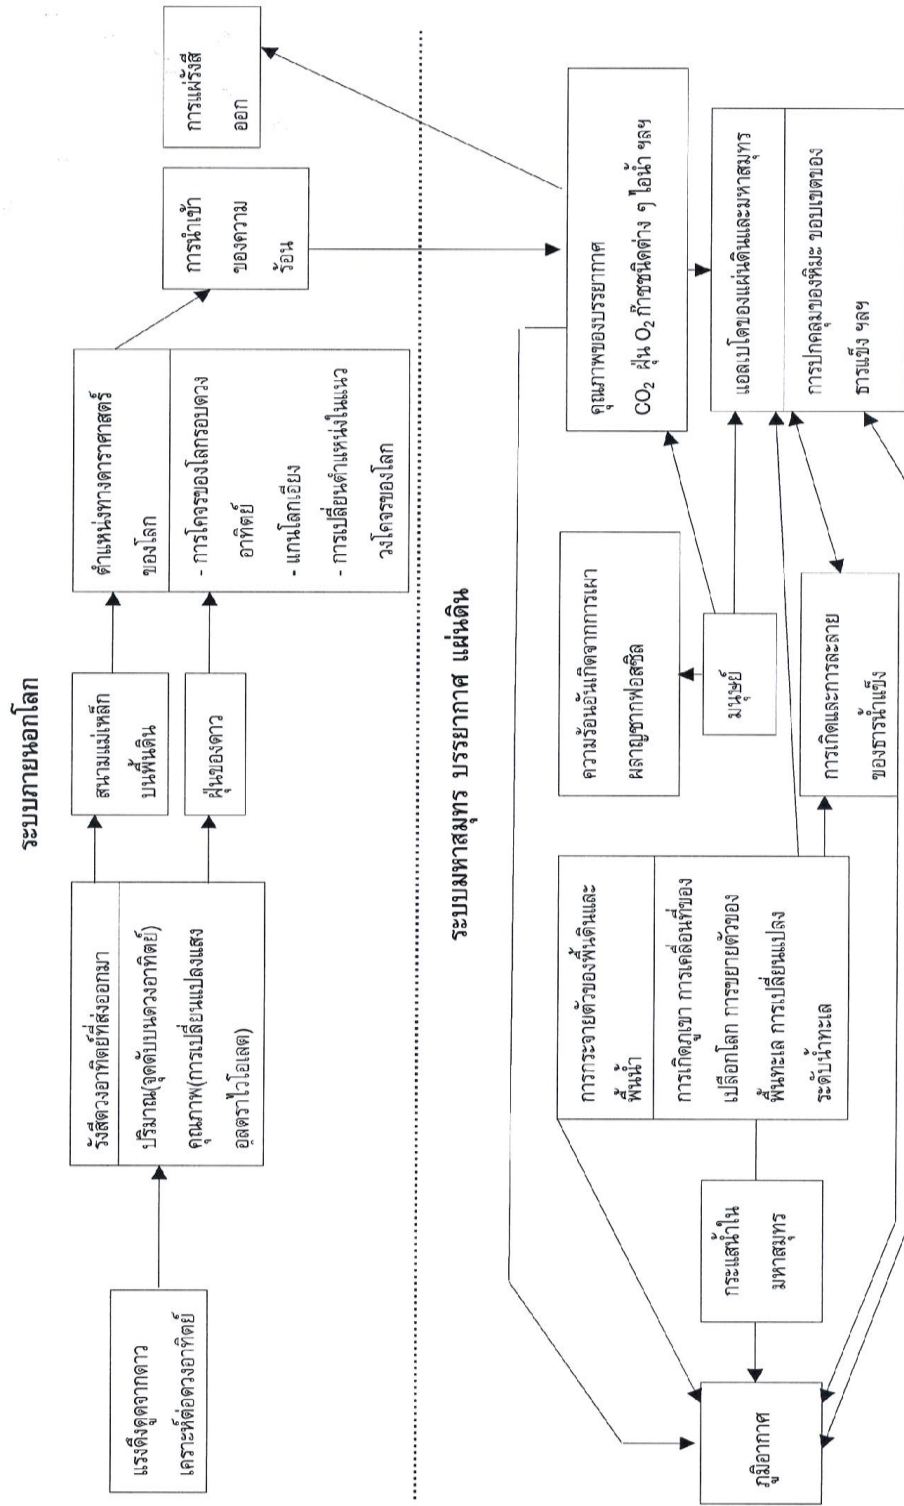 ระบบภายนอกโลก
แรงดึงดูดจากดาว
เคราะห์ต่อดวงอาทิตย์
รังสีดวงอาทิตย์ที่ส่งออกมา
ปริมาณ(จุดดับบนดวงอาทิตย์)
คุณภาพ(การเปลี่ยนแปลงแสง
อุลตราไวโอเลต)
สนามแม่เหล็ก
บนพื้นดิน
ฝุ่นของดาว
ตำแหน่งทางดาราศาสตร์
ของโลก
- การโคจรของโลกรอบดวง
อาทิตย์
- แกนโลกเอียง
- การเปลี่ยนตำแหน่งในแนว
วงโคจรของโลก
การนำเข้า
ของความ
ร้อน
การแผ่รังสี
ออก
ระบบมหาสมุทร บรรยากาศ แผ่นดิน
ภูมิอากาศ
กระแสน้ำใน
มหาสมุทร
การกระจายตัวของพื้นดินและ
พื้นน้ำ
การเกิดภูเขา การเคลื่อนที่ของ
เปลือกโลก การขยายตัวของ
พื้นทะเล การเปลี่ยนแปลง
ระดับน้ำทะเล
ความร้อนอันเกิดจากการเผา
ผลาญซากฟอสซิล
มนุษย์
การเกิดและการละลาย
ของธารน้ำแข็ง
คุณภาพของบรรยากาศ
CO₂ ฝุ่น O₂ ก๊าซชนิดต่าง ๆ ไอน้ำ ฯลฯ
แอลเบโดของแผ่นดินและมหาสมุทร
การปกคลุมของหิมะ ขอบเขตของ
ธารแข็ง ฯลฯ